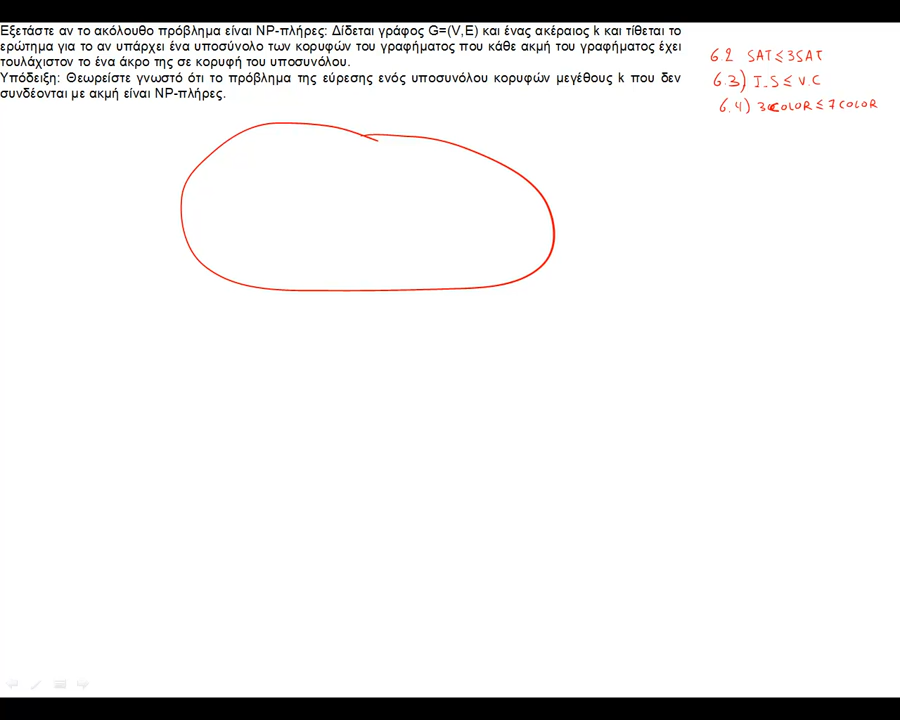 Εξετάστε αν το ακόλουθο πρόβλημα είναι NP-πλήρες: Δίδεται γράφος G=(V,E) και ένας ακέραιος k και τίθεται το
ερώτημα για το αν υπάρχει ένα υποσύνολο των κορυφών του γραφήματος που κάθε ακμή του γραφήματος έχει
τουλάχιστον το ένα άκρο της σε κορυφή του υποσυνόλου.
Υπόδειξη: Θεωρείστε γνωστό ότι το πρόβλημα της εύρεσης ενός υποσυνόλου κορυφών μεγέθους k που δεν
συνδέονται με ακμή είναι NP-πλήρες.
6.2 SAT ≤ 3SAT
6.3) I.S ≤ V.C
6.4) 3COLOR ≤ 7COLOR